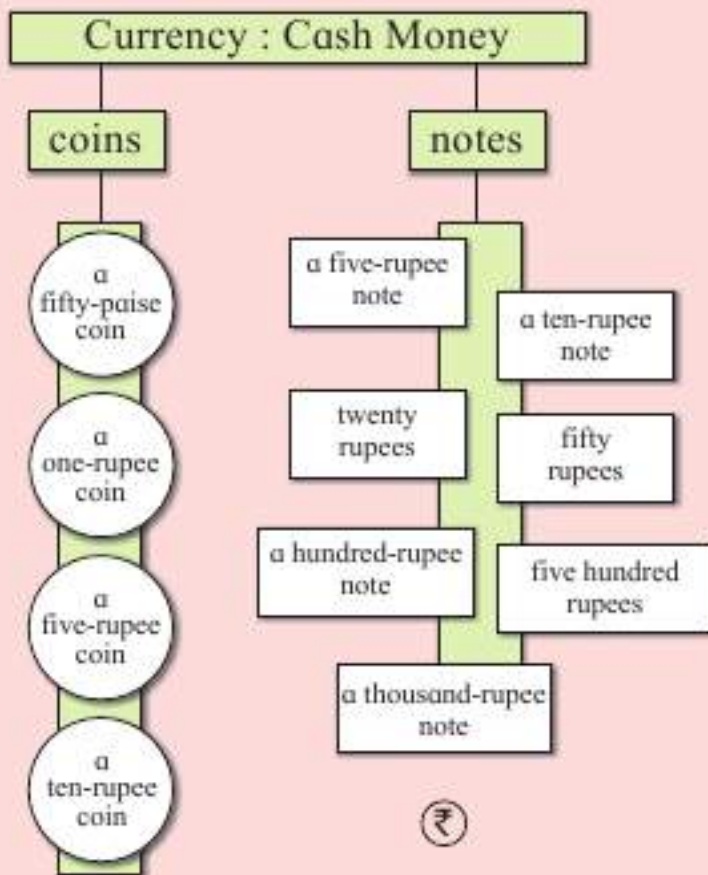 Currency : Cash Money
coins
notes
a
fifty-paise
coin
a
one-rupee
coin
a
five-rupee
coin
a
ten-rupee
coin
a five-rupee
note
a ten-rupee
note
twenty
rupees
fifty
rupees
a hundred-rupee
note
five hundred
rupees
a thousand-rupee
note
₹